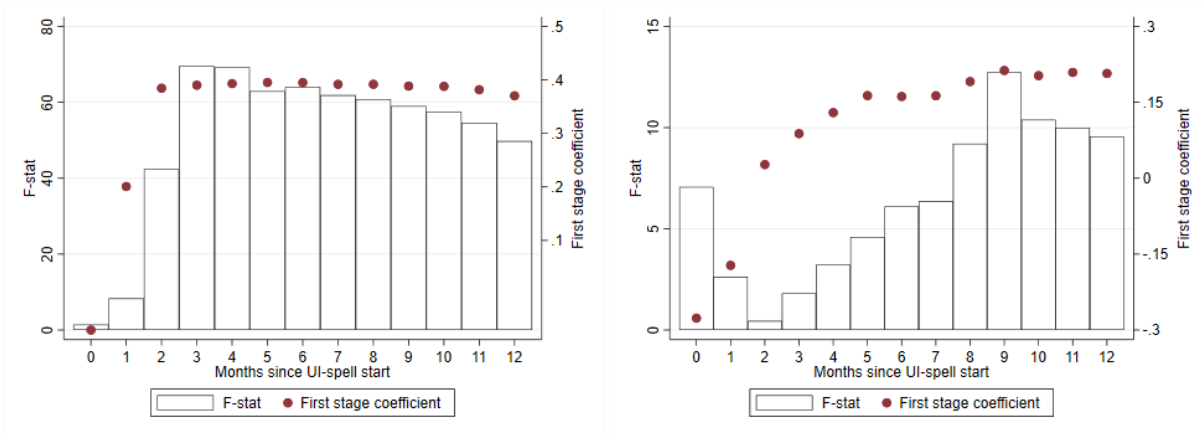 80
60
40
20
0
F-stat
.5
.4
.3
.2
.1
First stage coefficient
0 1 2 3 4 5 6 7 8 9 10 11 12
Months since UI-spell start
F-stat First stage coefficient
15
10
5
0
F-stat
.3
.15
0
-.15
-.3
First stage coefficient
0 1 2 3 4 5 6 7 8 9 10 11 12
Months since UI-spell start
F-stat First stage coefficient